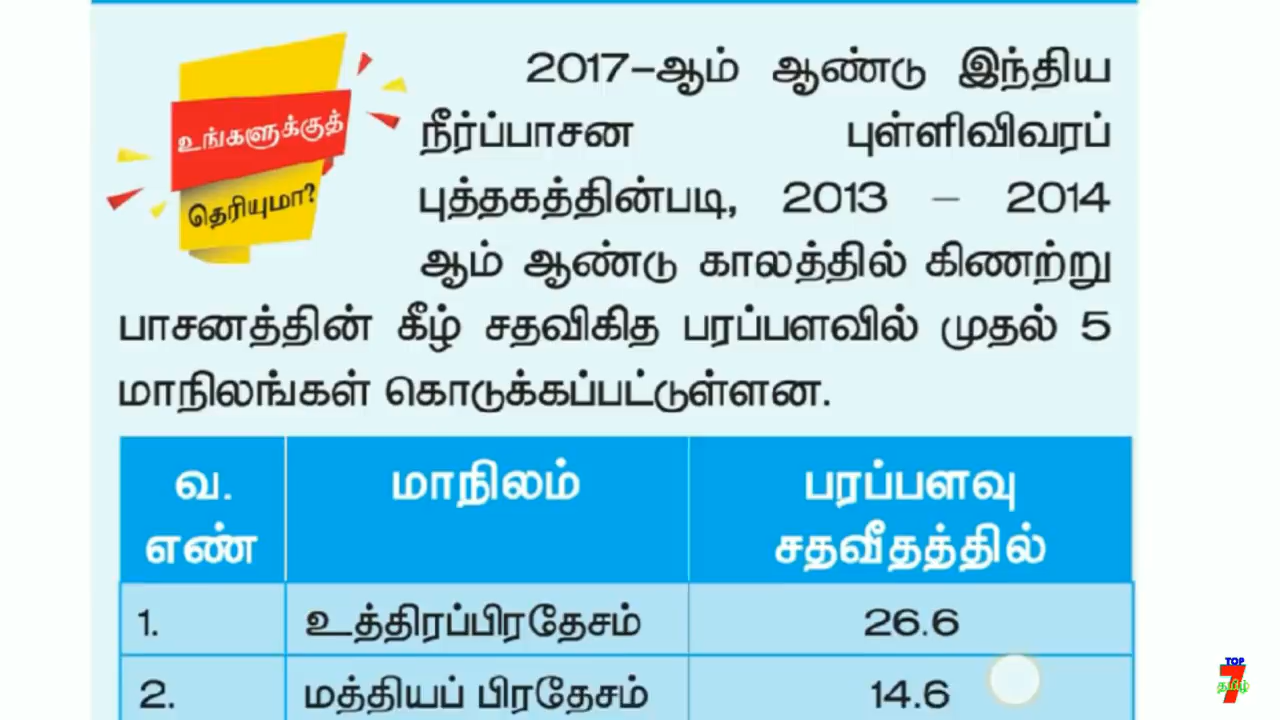 உங்களுக்குத்
தெரியுமா?
2017-ஆம் ஆண்டு இந்திய
நீர்ப்பாசன புள்ளிவிவரப்
புத்தகத்தின்படி, 2013 – 2014
ஆம் ஆண்டு காலத்தில் கிணற்று
பாசனத்தின் கீழ் சதவிகித பரப்பளவில் முதல் 5
மாநிலங்கள் கொடுக்கப்பட்டுள்ளன.
வ. எண் மாநிலம் பரப்பளவு சதவீதத்தில்
1. உத்திரப்பிரதேசம் 26.6
2. மத்தியப் பிரதேசம் 14.6
TOP
7
தமிழ்